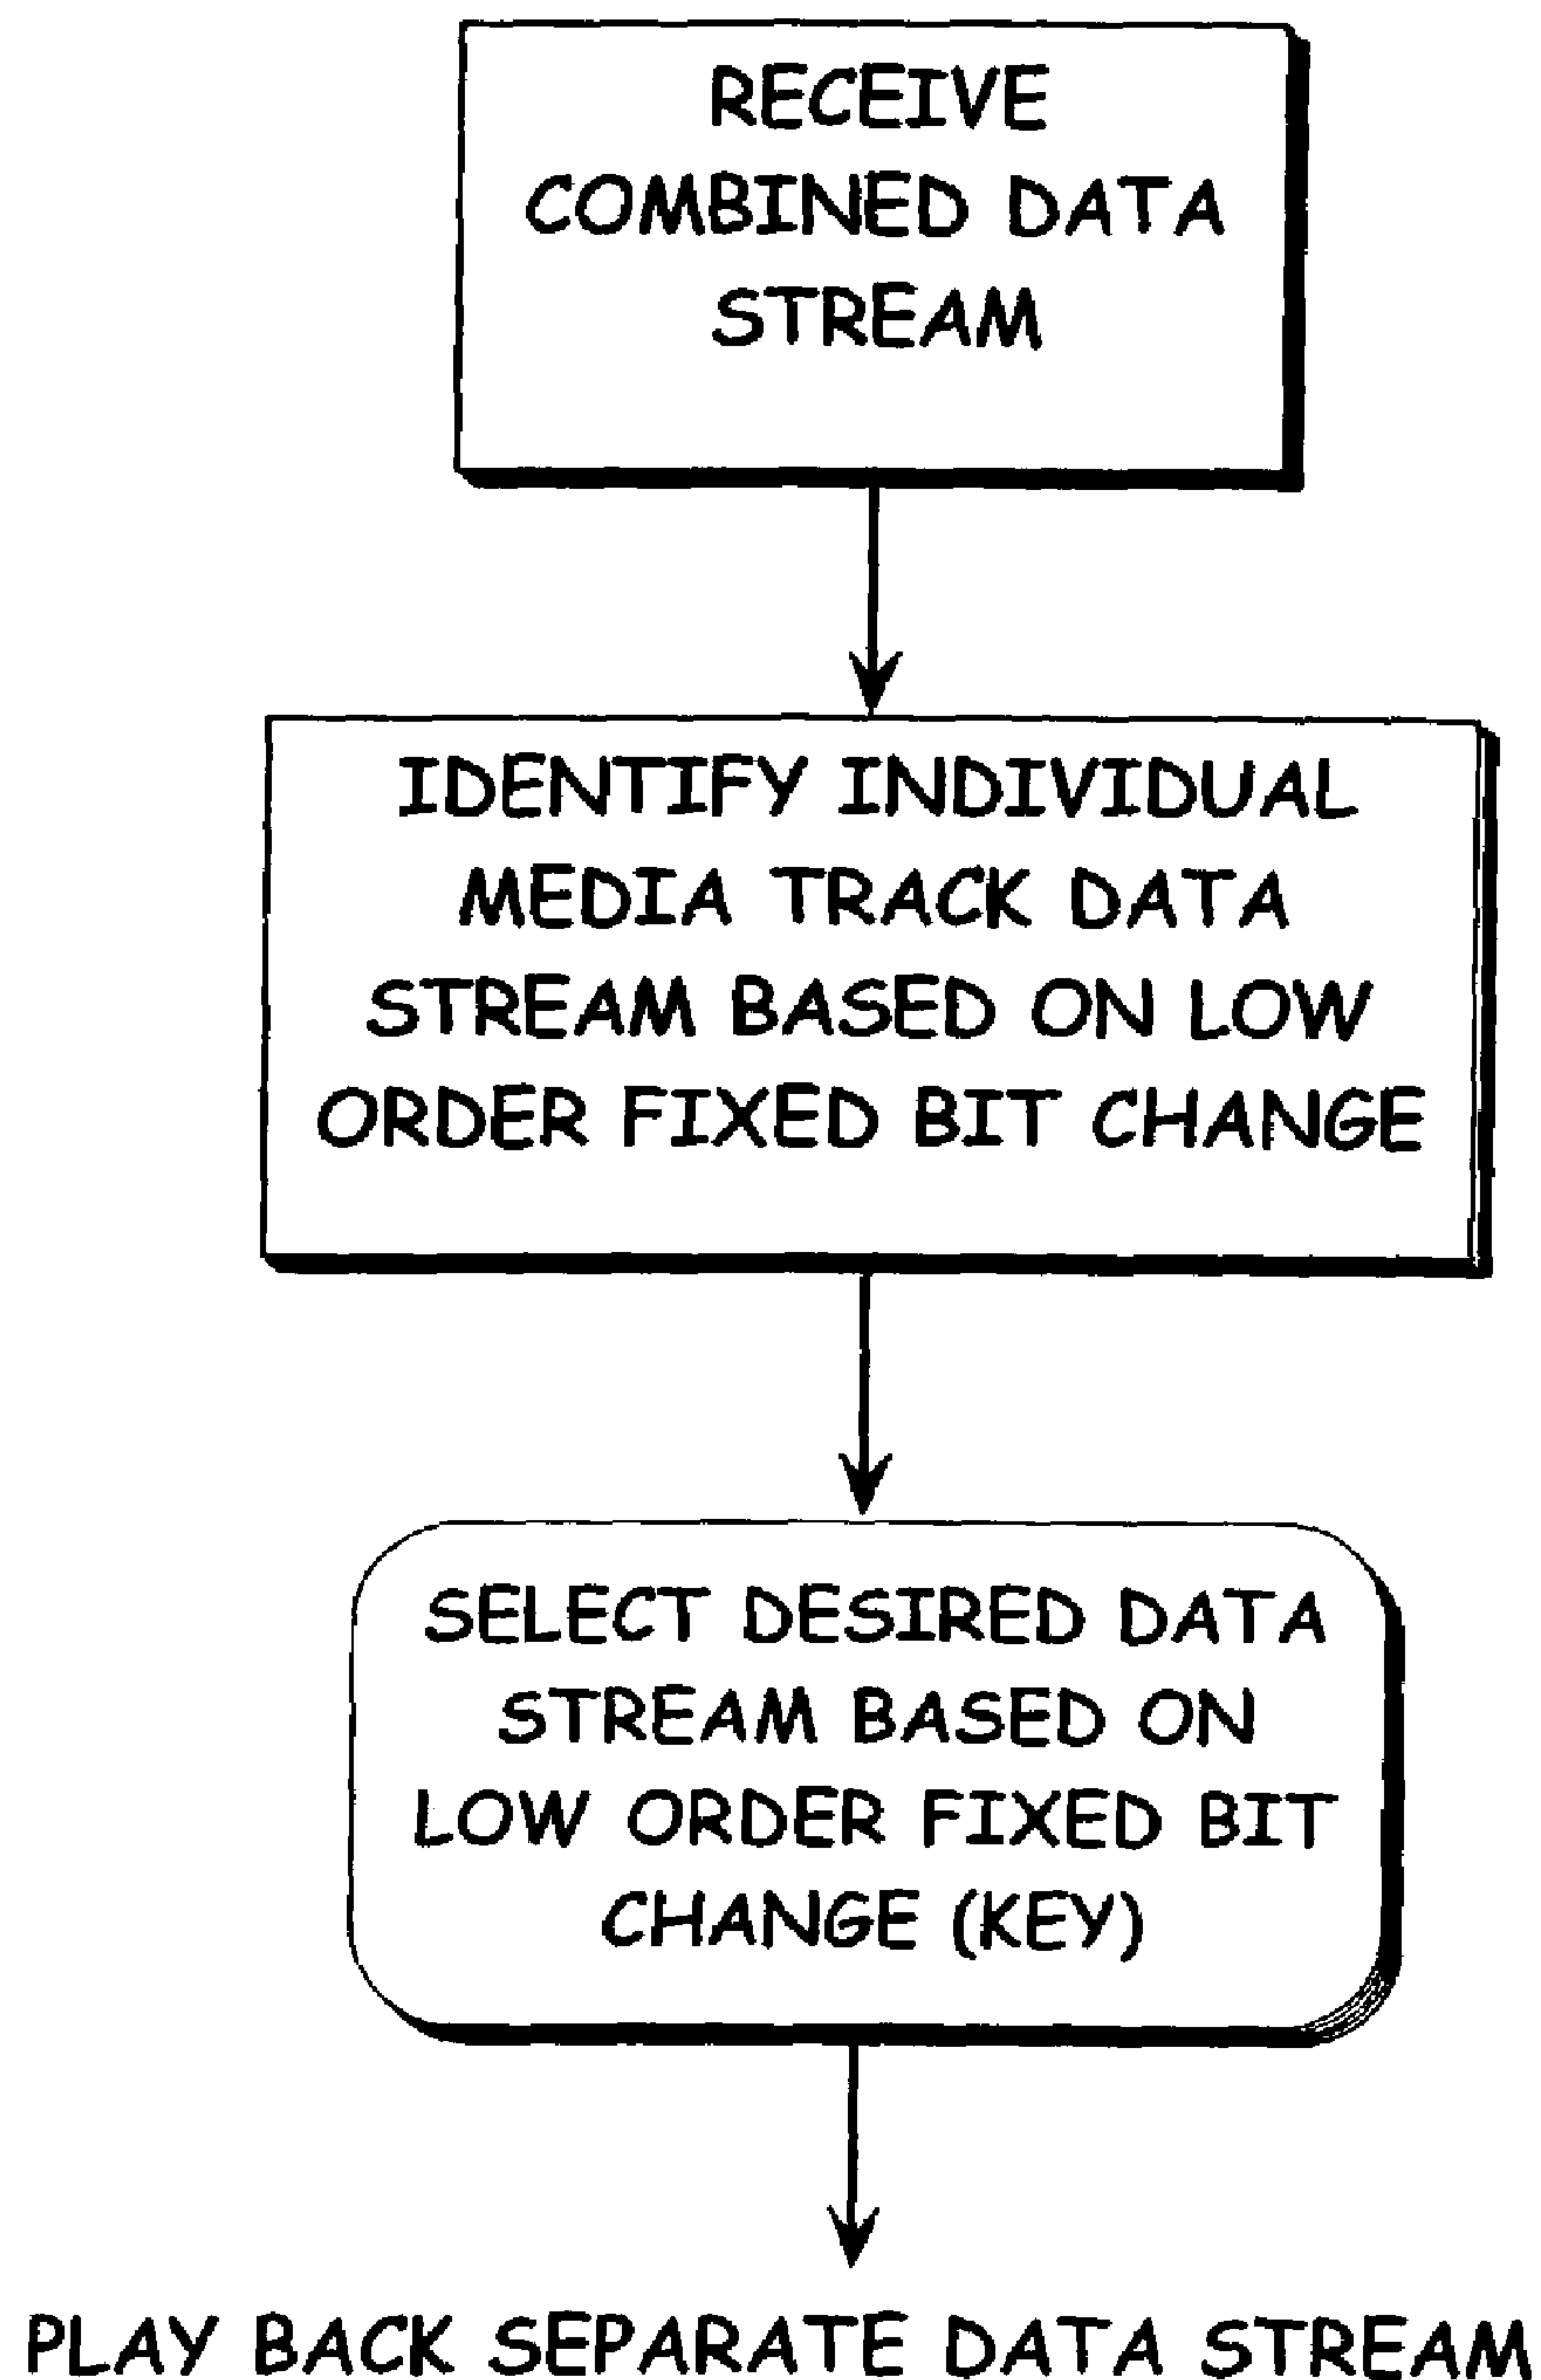 RECEIVE
COMBINED DATA
STREAM
IDENTIFY INDIVIDUAL
MEDIA TRACK DATA
STREAM BASED ON LOW
ORDER FIXED BIT CHANGE
SELECT DESIRED DATA
STREAM BASED ON
LOW ORDER FIXED BIT
CHANGE (KEY)
PLAY BACK SEPARATE DATA STREAM